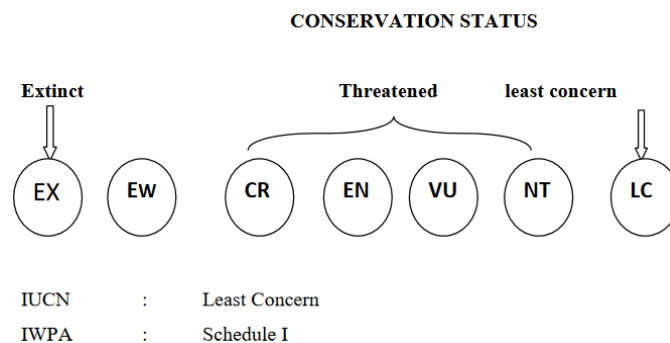 CONSERVATION STATUS
Extinct Threatened least concern
EX Ew CR EN VU NT LC
IUCN : Least Concern
IWPA : Schedule I